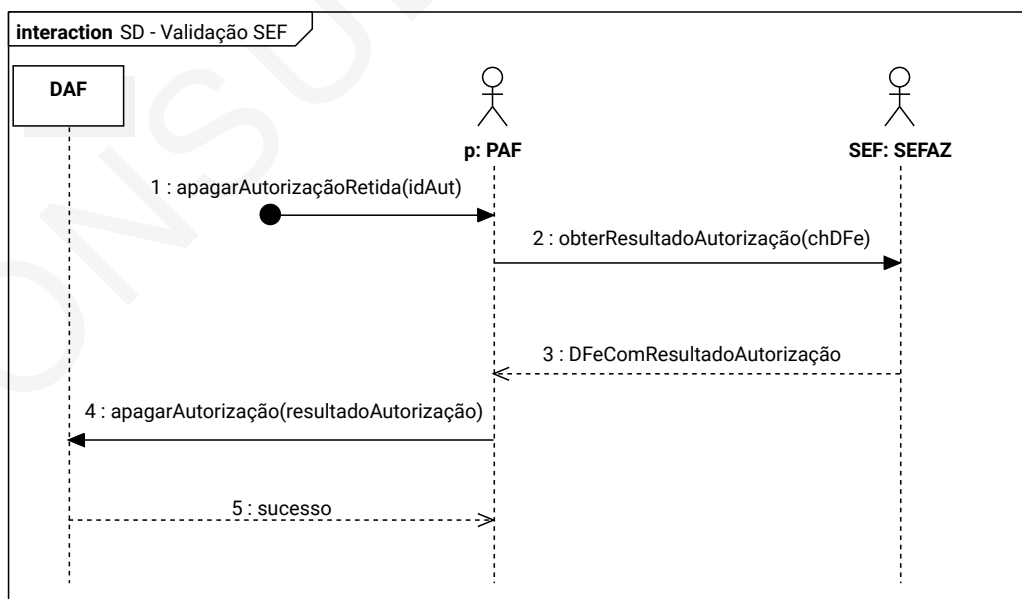 interaction SD - Validação SEF
DAF
p: PAF
SEF: SEFAZ
1 : apagarAutorizaçãoRetida(idAut)
2 : obterResultadoAutorização(chDFe)
3 : DFeComResultadoAutorização
4 : apagarAutorização(resultadoAutorização)
5 : sucesso